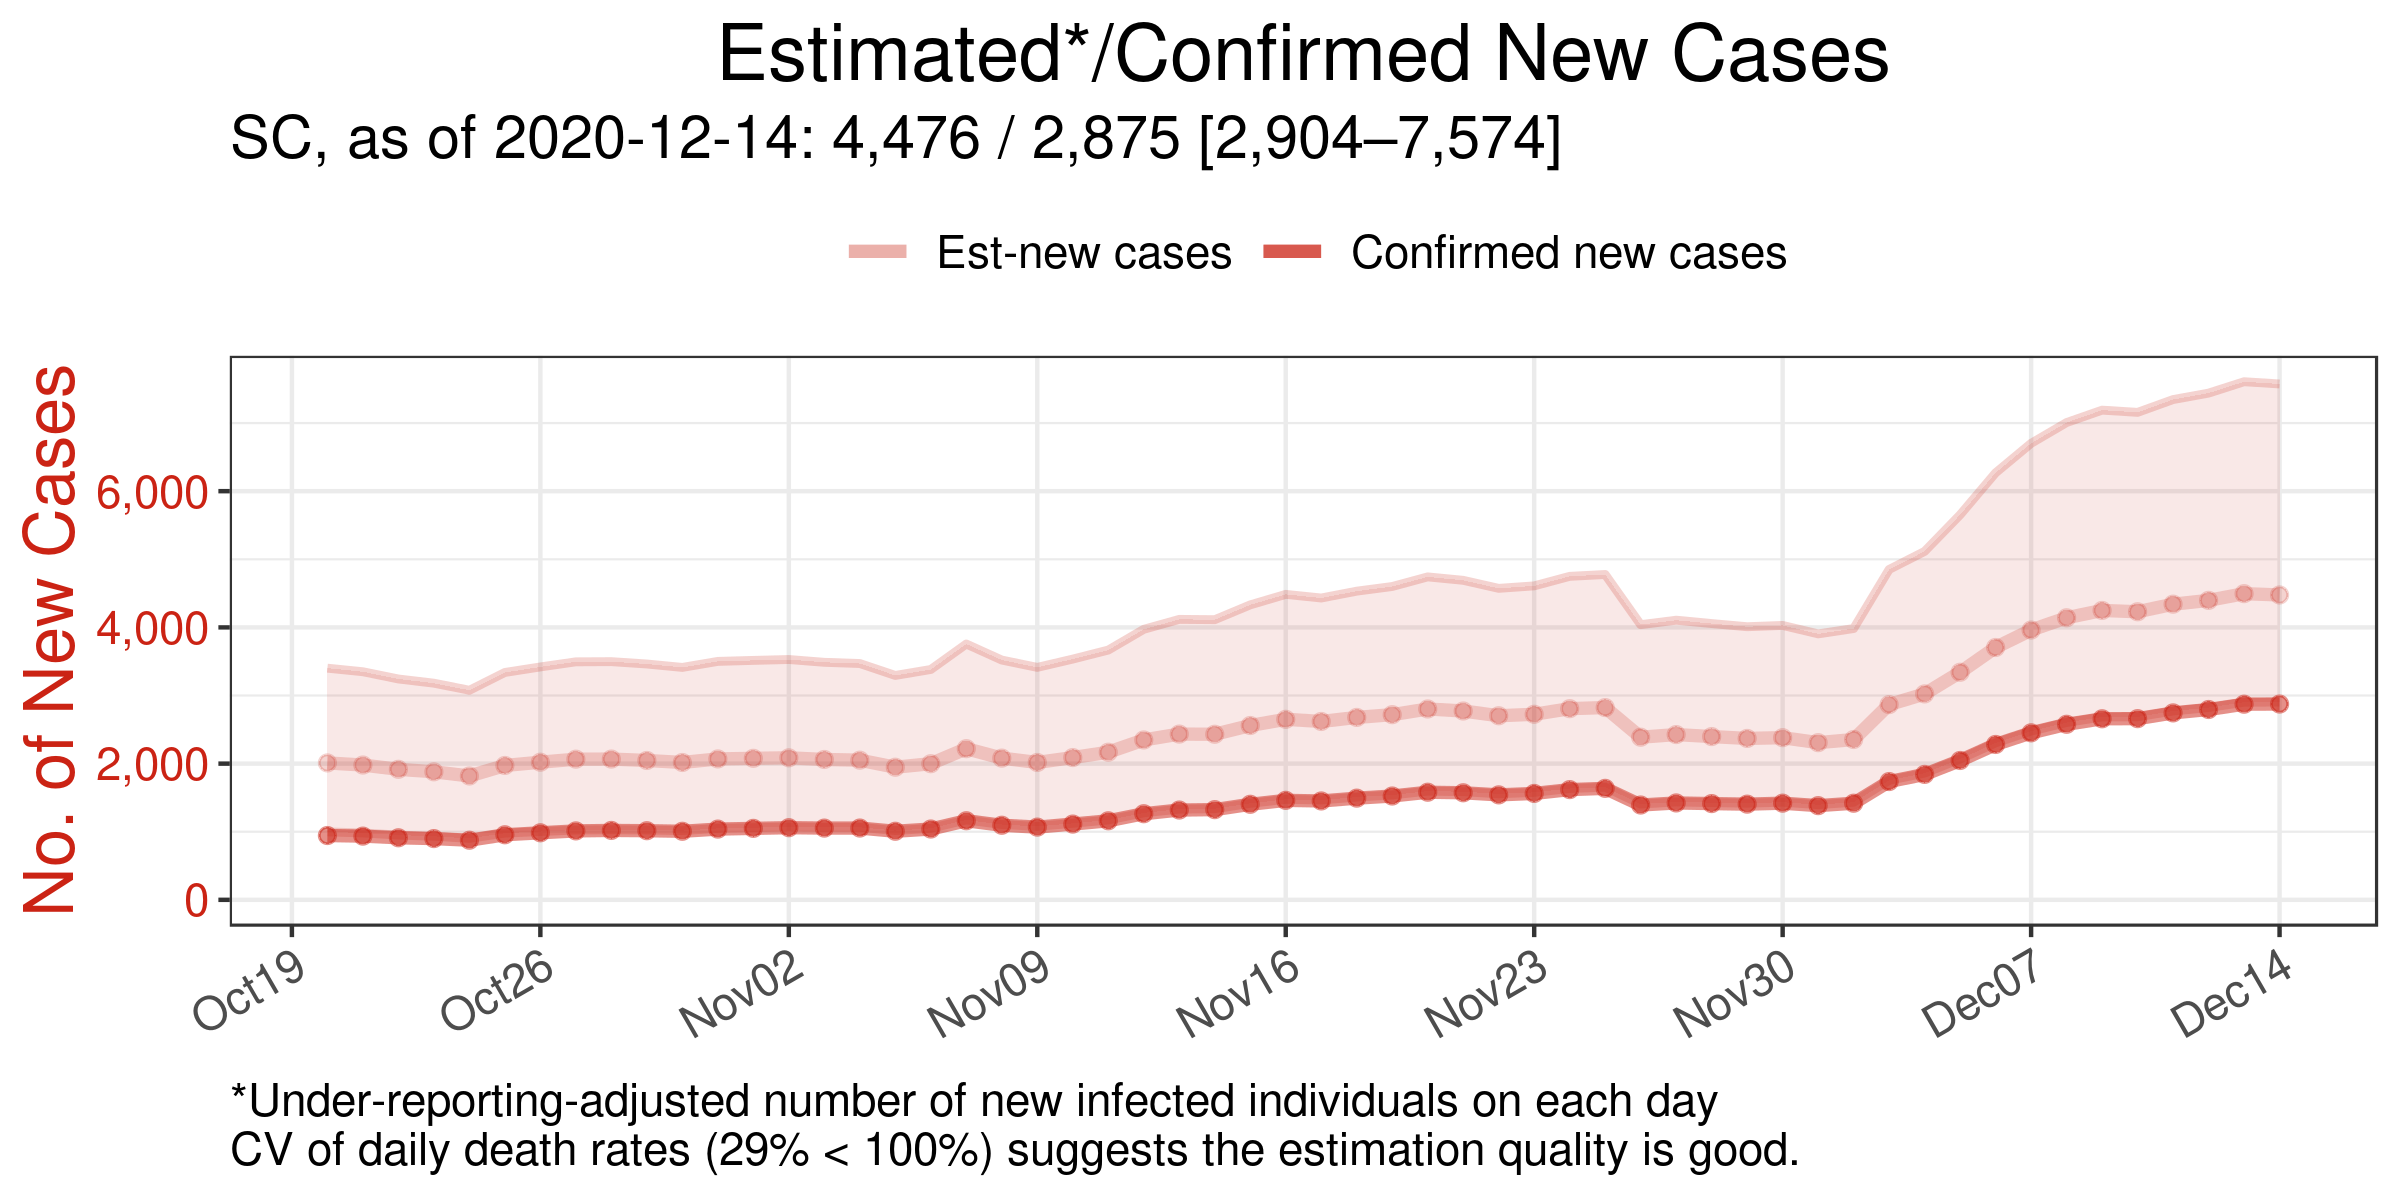 Estimated*/Confirmed New Cases
SC, as of 2020-12-14: 4,476 / 2,875 [2,904–7,574]
Est-new cases
Confirmed new cases
No. of New Cases
6,000
4,000
2,000
0
Oct19
Oct26
Nov02
Nov09
Nov16
Nov23
Nov30
Dec07
Dec14
*Under-reporting-adjusted number of new infected individuals on each day
CV of daily death rates (29% < 100%) suggests the estimation quality is good.